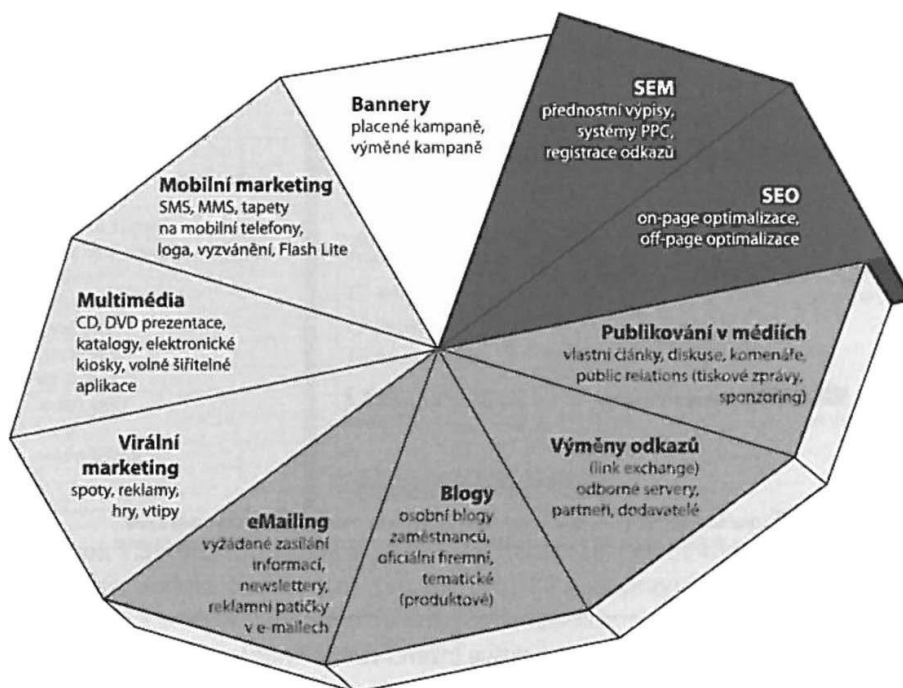 SEM
přednostní výpisy,
systémy PPC,
registrace odkazů
SEO
on-page optimalizace,
off-page optimalizace
Publikování v médiích
vlastní články, diskuse, komenáře,
public relations (tiskové zprávy,
sponzoring)
Výměny odkazů
(link exchange)
odborné servery,
partneři, dodavatelé
Blogy
osobní blogy
zaměstnanců,
oficiální firemní,
tematické
(produktové)
eMailing
vyžádané zasílání
informací,
newslettery,
reklamní patičky
v e-mailech
Virální
marketing
spoty, reklamy,
hry, vtipy
Multimédia
CD, DVD prezentace,
katalogy, elektronické
kiosky, volně šiřitelné
aplikace
Mobilní marketing
SMS, MMS, tapety
na mobilní telefony,
loga, vyzvánění, Flash Lite
Bannery
placené kampaně,
výměné kampaně